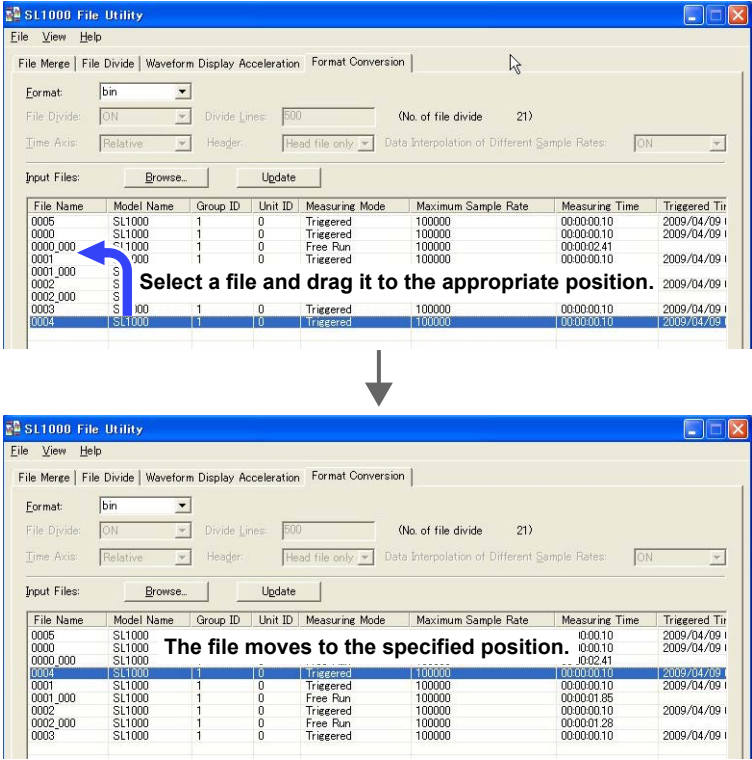 SL1000 File Utility
File View Help
File Merge File Divide Waveform Display Acceleration Format Conversion
Format: bin
File Divide: ON Divide Lines: 500 (No. of file divide 21)
Time Axis: Relative Header: Head file only Data Interpolation of Different Sample Rates: ON
Input Files: Browse... Update
File Name Model Name Group ID Unit ID Measuring Mode Maximum Sample Rate Measuring Time Triggered Tir
0005 SL1000 1 0 Triggered 100000 00:00:00.10 2009/04/09
0000 SL1000 1 0 Triggered 100000 00:00:00.10 2009/04/09
0000_000 SL1000 1 0 Free Run 100000 00:00:02.41
0001 1 0 Triggered 100000 00:00:00.10 2009/04/09
0001_000 S
Select a file and drag it to the appropriate position.
0002 S 2009/04/09
0002_000 S
0003 1 0 Triggered 100000 00:00:00.10 2009/04/09
0004 SL1000 1 0 Triggered 100000 00:00:00.10 2009/04/09
SL1000 File Utility
File View Help
File Merge File Divide Waveform Display Acceleration Format Conversion
Format: bin
File Divide: ON Divide Lines: 500 (No. of file divide 21)
Time Axis: Relative Header: Head file only Data Interpolation of Different Sample Rates: ON
Input Files: Browse... Update
File Name Model Name Group ID Unit ID Measuring Mode Maximum Sample Rate Measuring Time Triggered Tir
0005 SL1000 2009/04/09
0000 SL1000 2009/04/09
The file moves to the specified position.
0000_000 SL1000
0004 SL1000 1 0 Triggered 100000 00:00:00.10 2009/04/09
0001 SL1000 1 0 Triggered 100000 00:00:00.10 2009/04/09
0001_000 SL1000 1 0 Free Run 100000 00:00:01.85
0002 SL1000 1 0 Triggered 100000 00:00:00.10 2009/04/09
0002_000 SL1000 1 0 Free Run 100000 00:00:01.28
0003 SL1000 1 0 Triggered 100000 00:00:00.10 2009/04/09